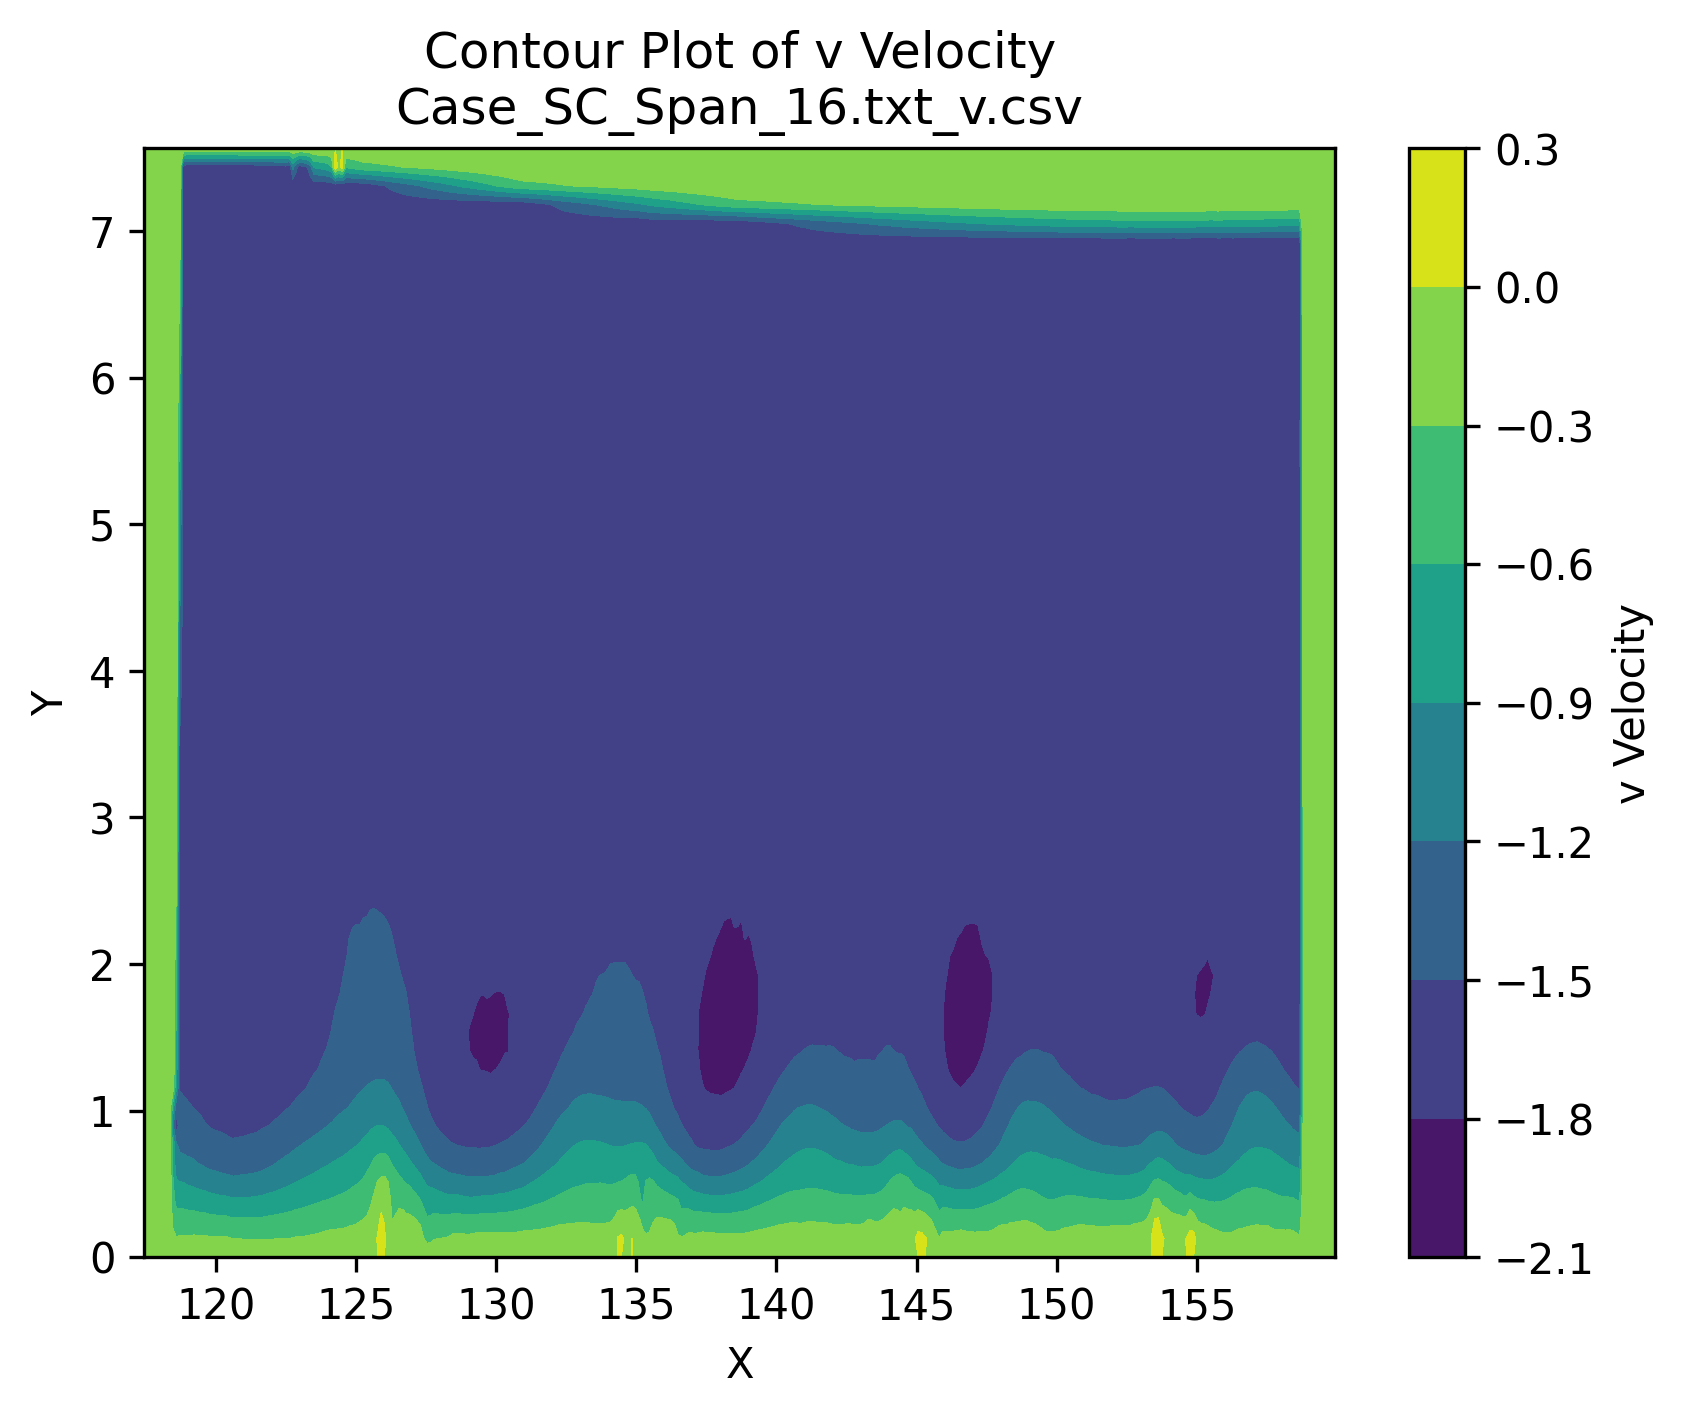 Contour Plot of v Velocity
Case_SC_Span_16.txt_v.csv
7
6
5
4
3
2
1
0
Y
120 125 130 135 140 145 150 155
X
0.3
0.0
−0.3
−0.6
−0.9
−1.2
−1.5
−1.8
−2.1
v Velocity